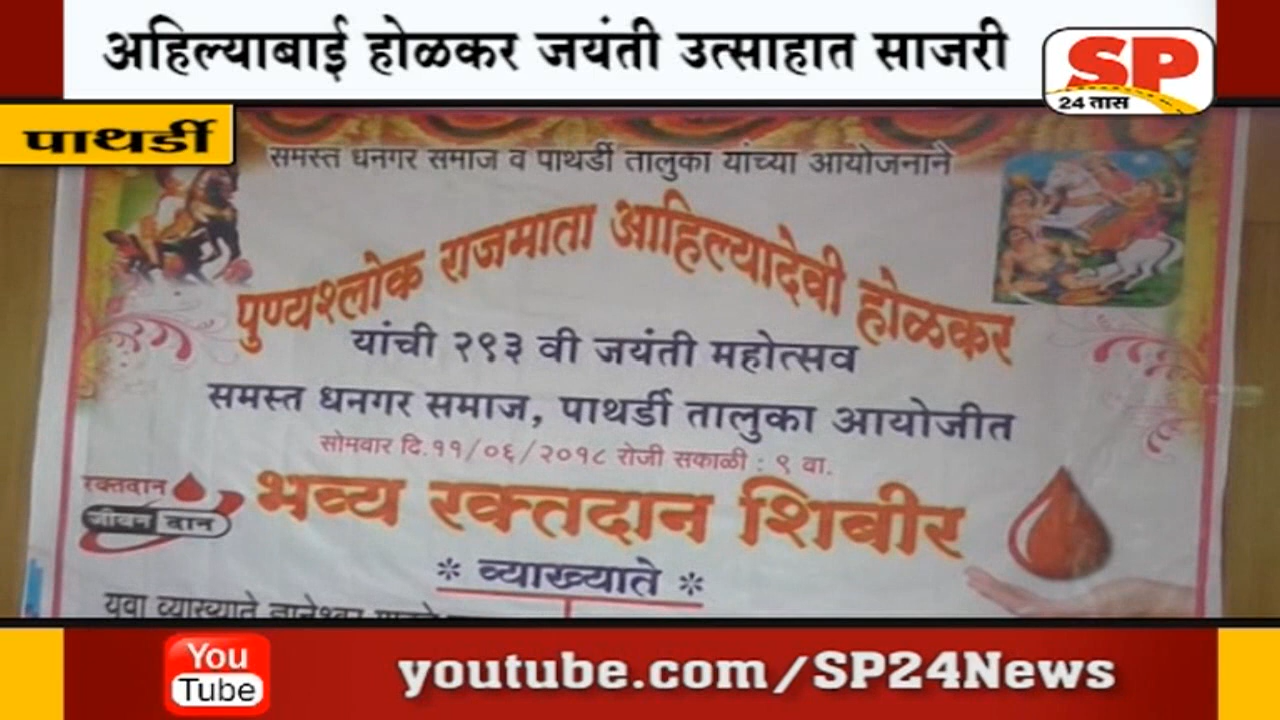 अहिल्याबाई होळकर जयंती उत्साहात साजरी
SP
24 तास
पाथर्डी
समस्त धनगर समाज व पाथर्डी तालुका यांच्या आयोजनाने
पुण्यश्लोक राजमाता आहिल्यादेवी होळकर
यांची २९३ वी जयंती महोत्सव
समस्त धनगर समाज, पाथर्डी तालुका आयोजीत
सोमवार दि.११/०६/२०१८ रोजी सकाळी : ९ वा.
रक्तदान
जीवन दान
भव्य रक्तदान शिबीर
* व्याख्याते *
युवा व्याख्याते ज्ञानेश्वर
You
Tube
youtube.com/SP24News